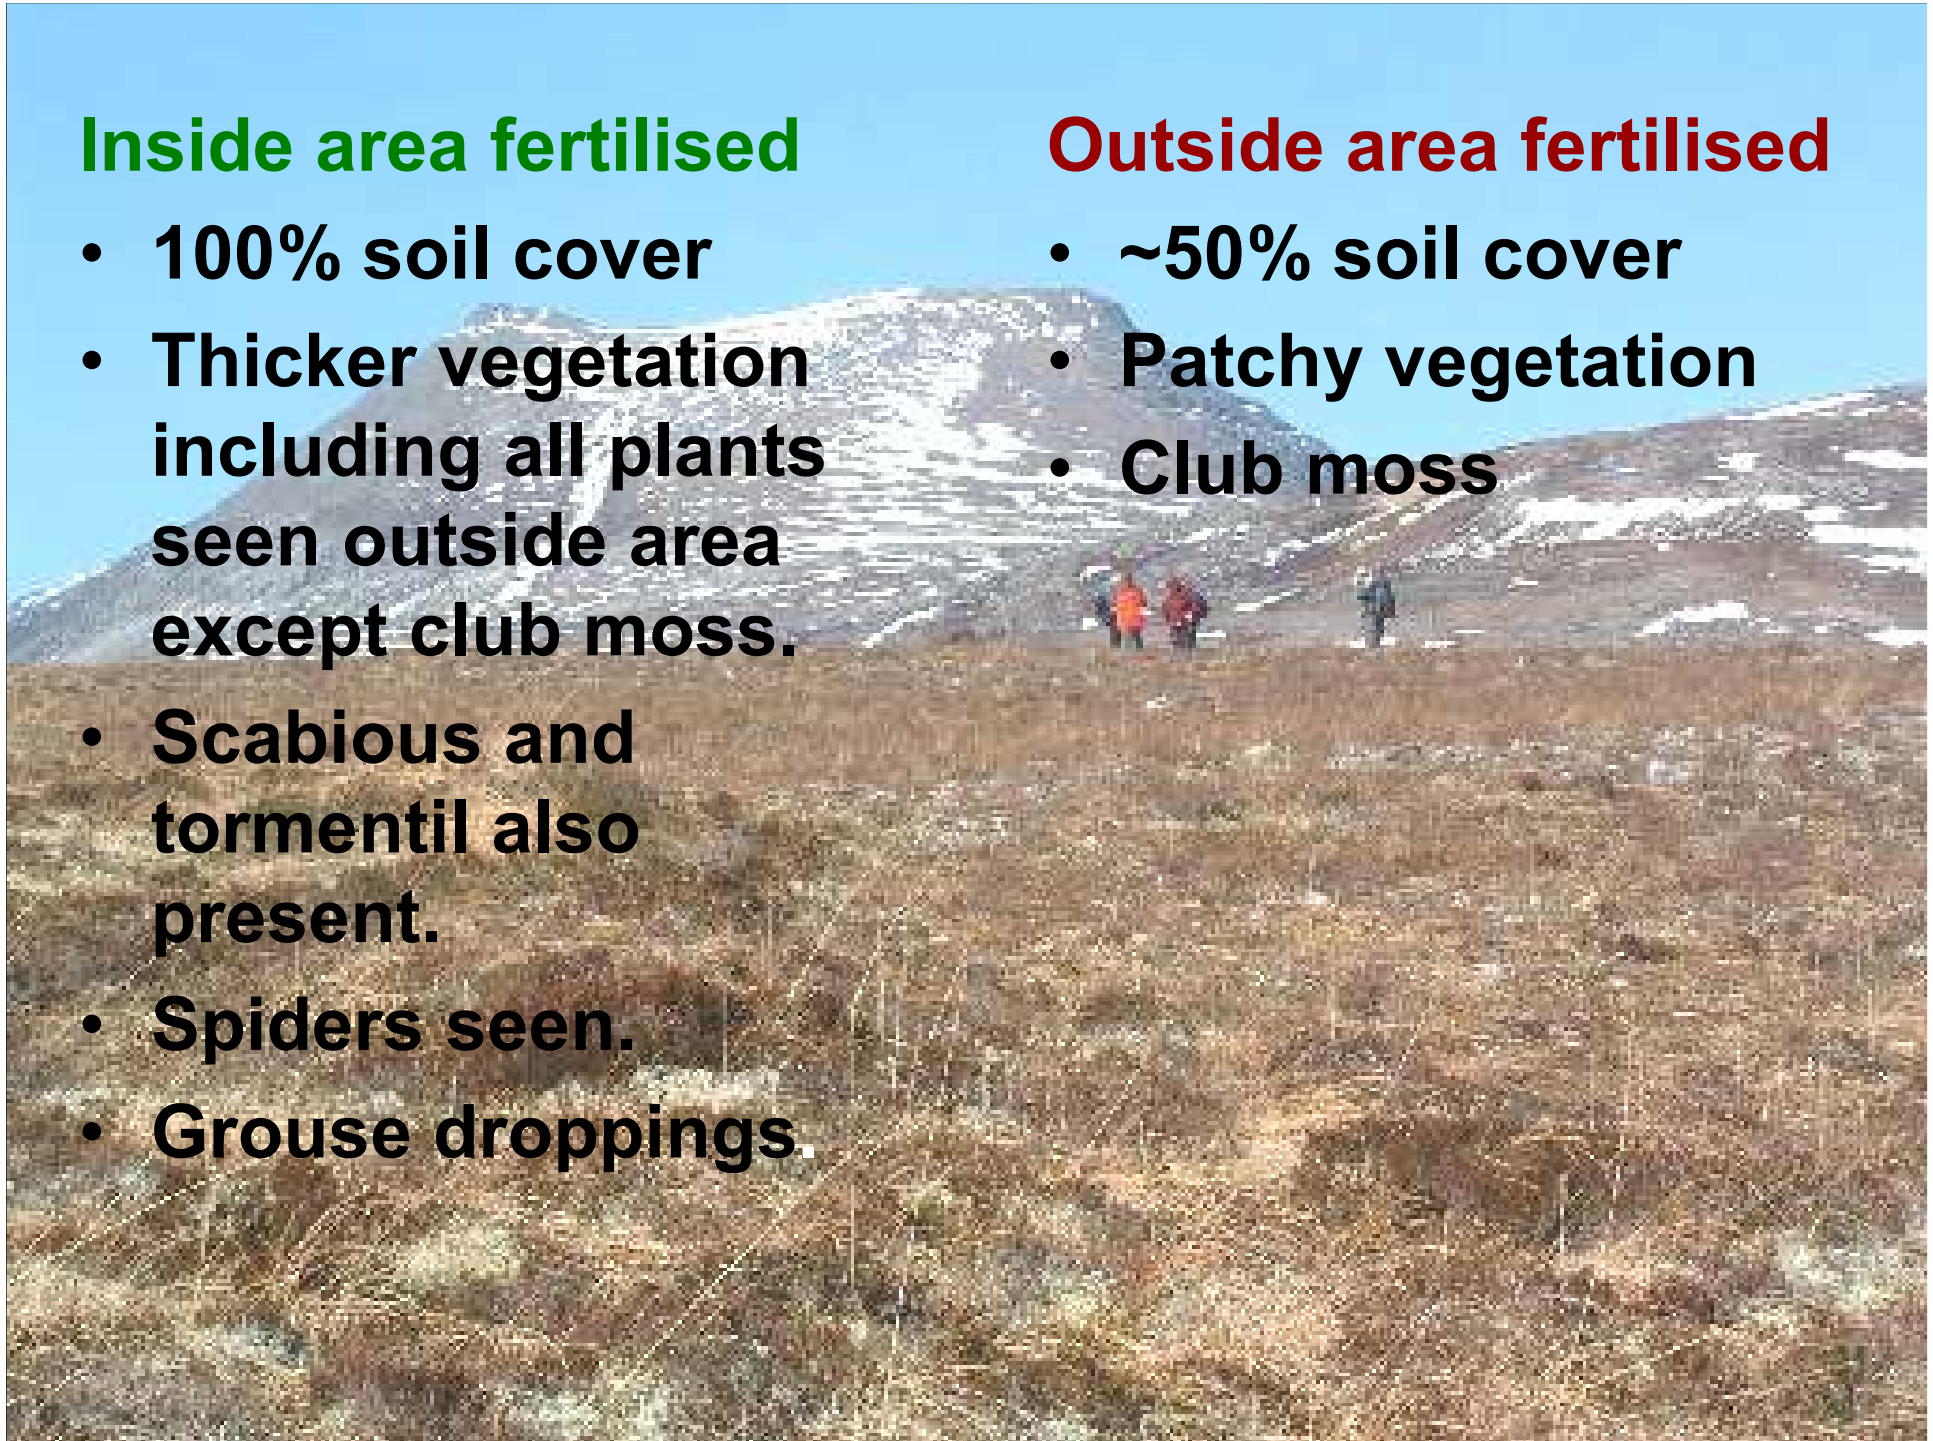 Inside area fertilised
• 100% soil cover
• Thicker vegetation
including all plants
seen outside area
except club moss.
• Scabious and
tormentil also
present.
• Spiders seen.
• Grouse droppings.
Outside area fertilised
• ~50% soil cover
• Patchy vegetation
• Club moss